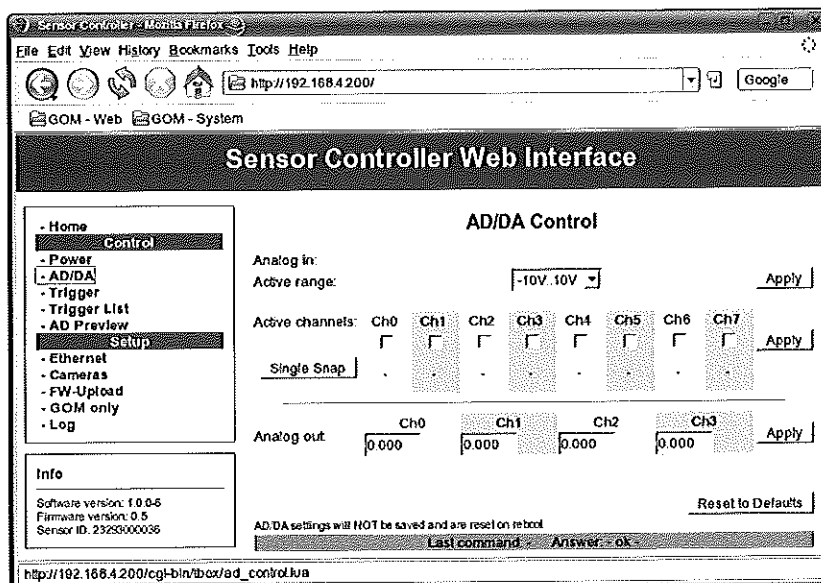 Sensor Controller - Mozilla Firefox
File Edit View History Bookmarks Tools Help
http://192.168.4.200/
Google
GOM - Web GOM - System
Sensor Controller Web Interface
- Home
Control
- Power
- AD/DA
- Trigger
- Trigger List
- AD Preview
Setup
- Ethernet
- Cameras
- FW-Upload
- GOM only
- Log
Info
Software version: 1.0.0-6
Firmware version: 0.5
Sensor ID: 23293000036
AD/DA Control
Analog in:
Active range: -10V..10V Apply
Active channels: Ch0 Ch1 Ch2 Ch3 Ch4 Ch5 Ch6 Ch7 Apply
Single Snap - - - - - - - -
Ch0 Ch1 Ch2 Ch3
Analog out: 0.000 0.000 0.000 0.000 Apply
Reset to Defaults
AD/DA settings will NOT be saved and are reset on reboot
Last command: - Answer: - ok -
http://192.168.4.200/cgi-bin/tbox/ad_control.lua